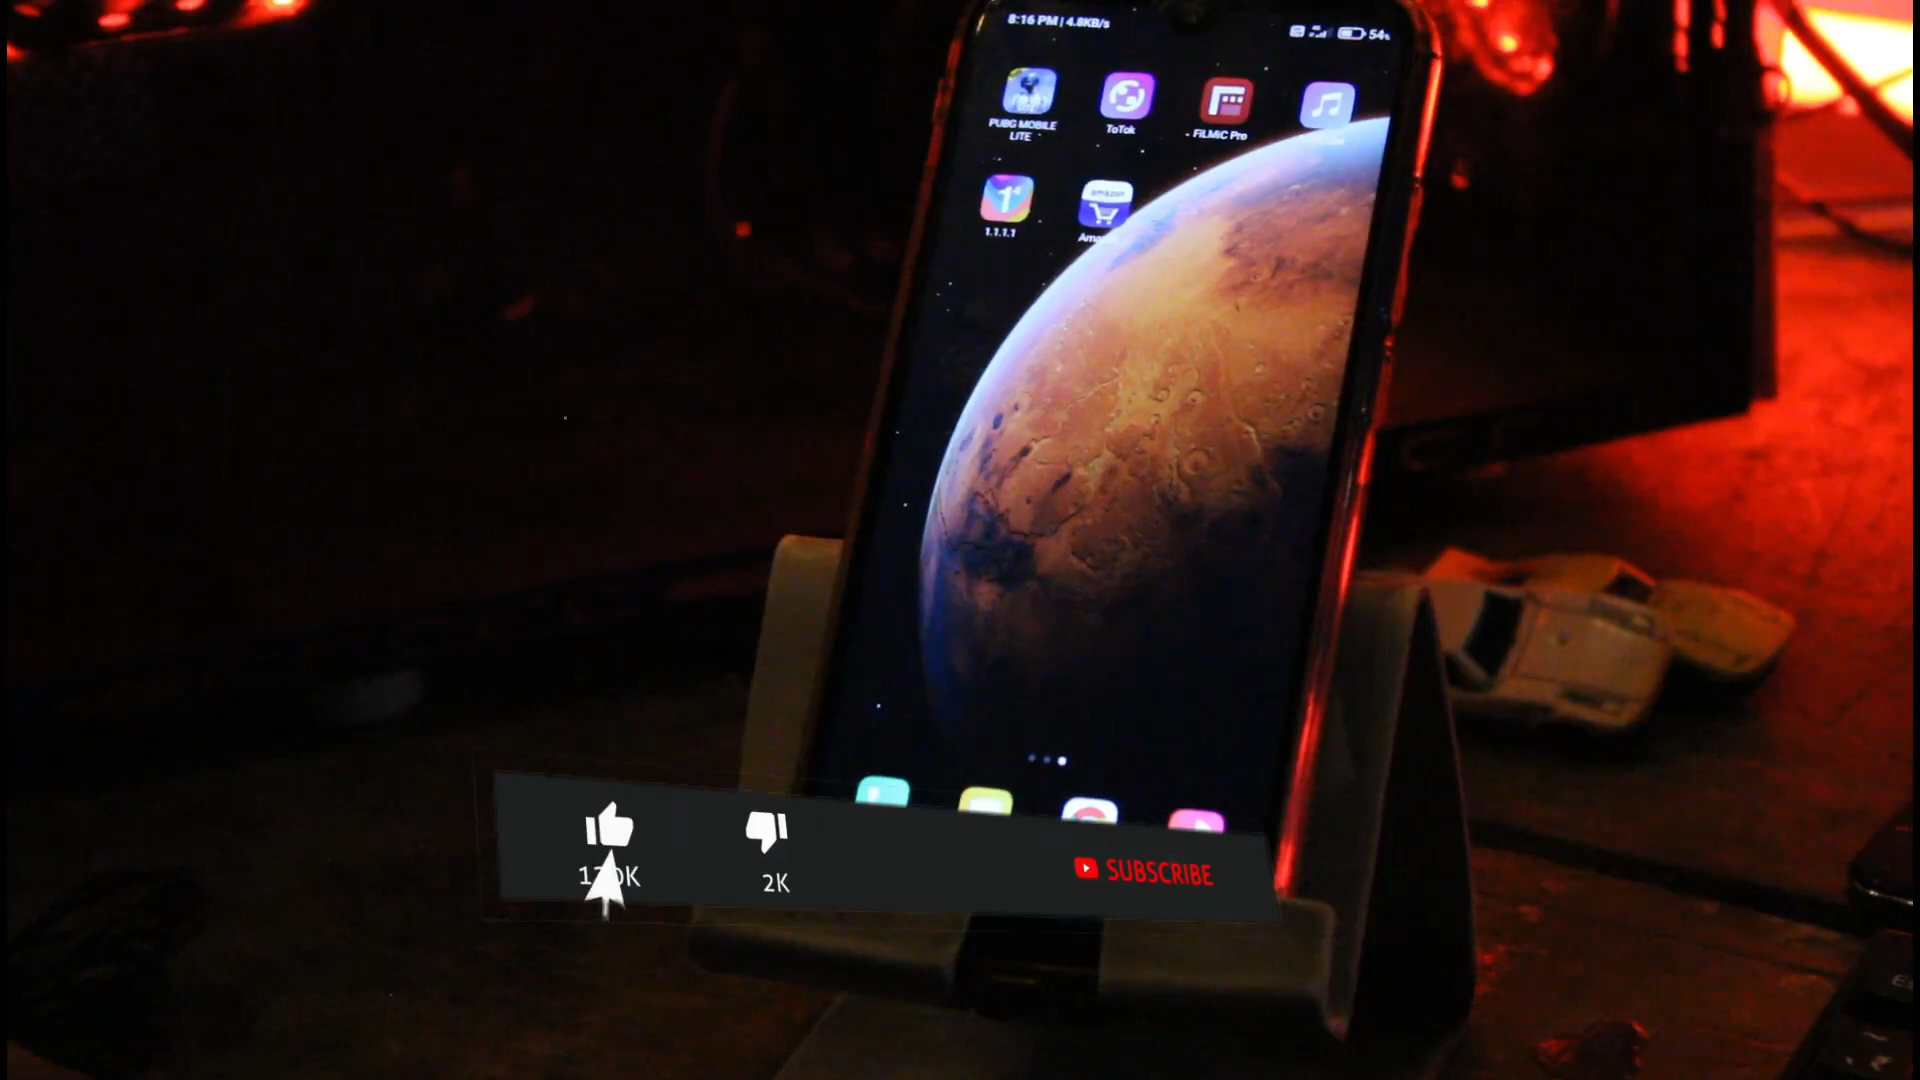 8:16 PM | 4.8KB/s
54%
PUBG MOBILE
LITE
ToTok
FiLMiC Pro
1.1.1.1
amazon
2K
SUBSCRIBE